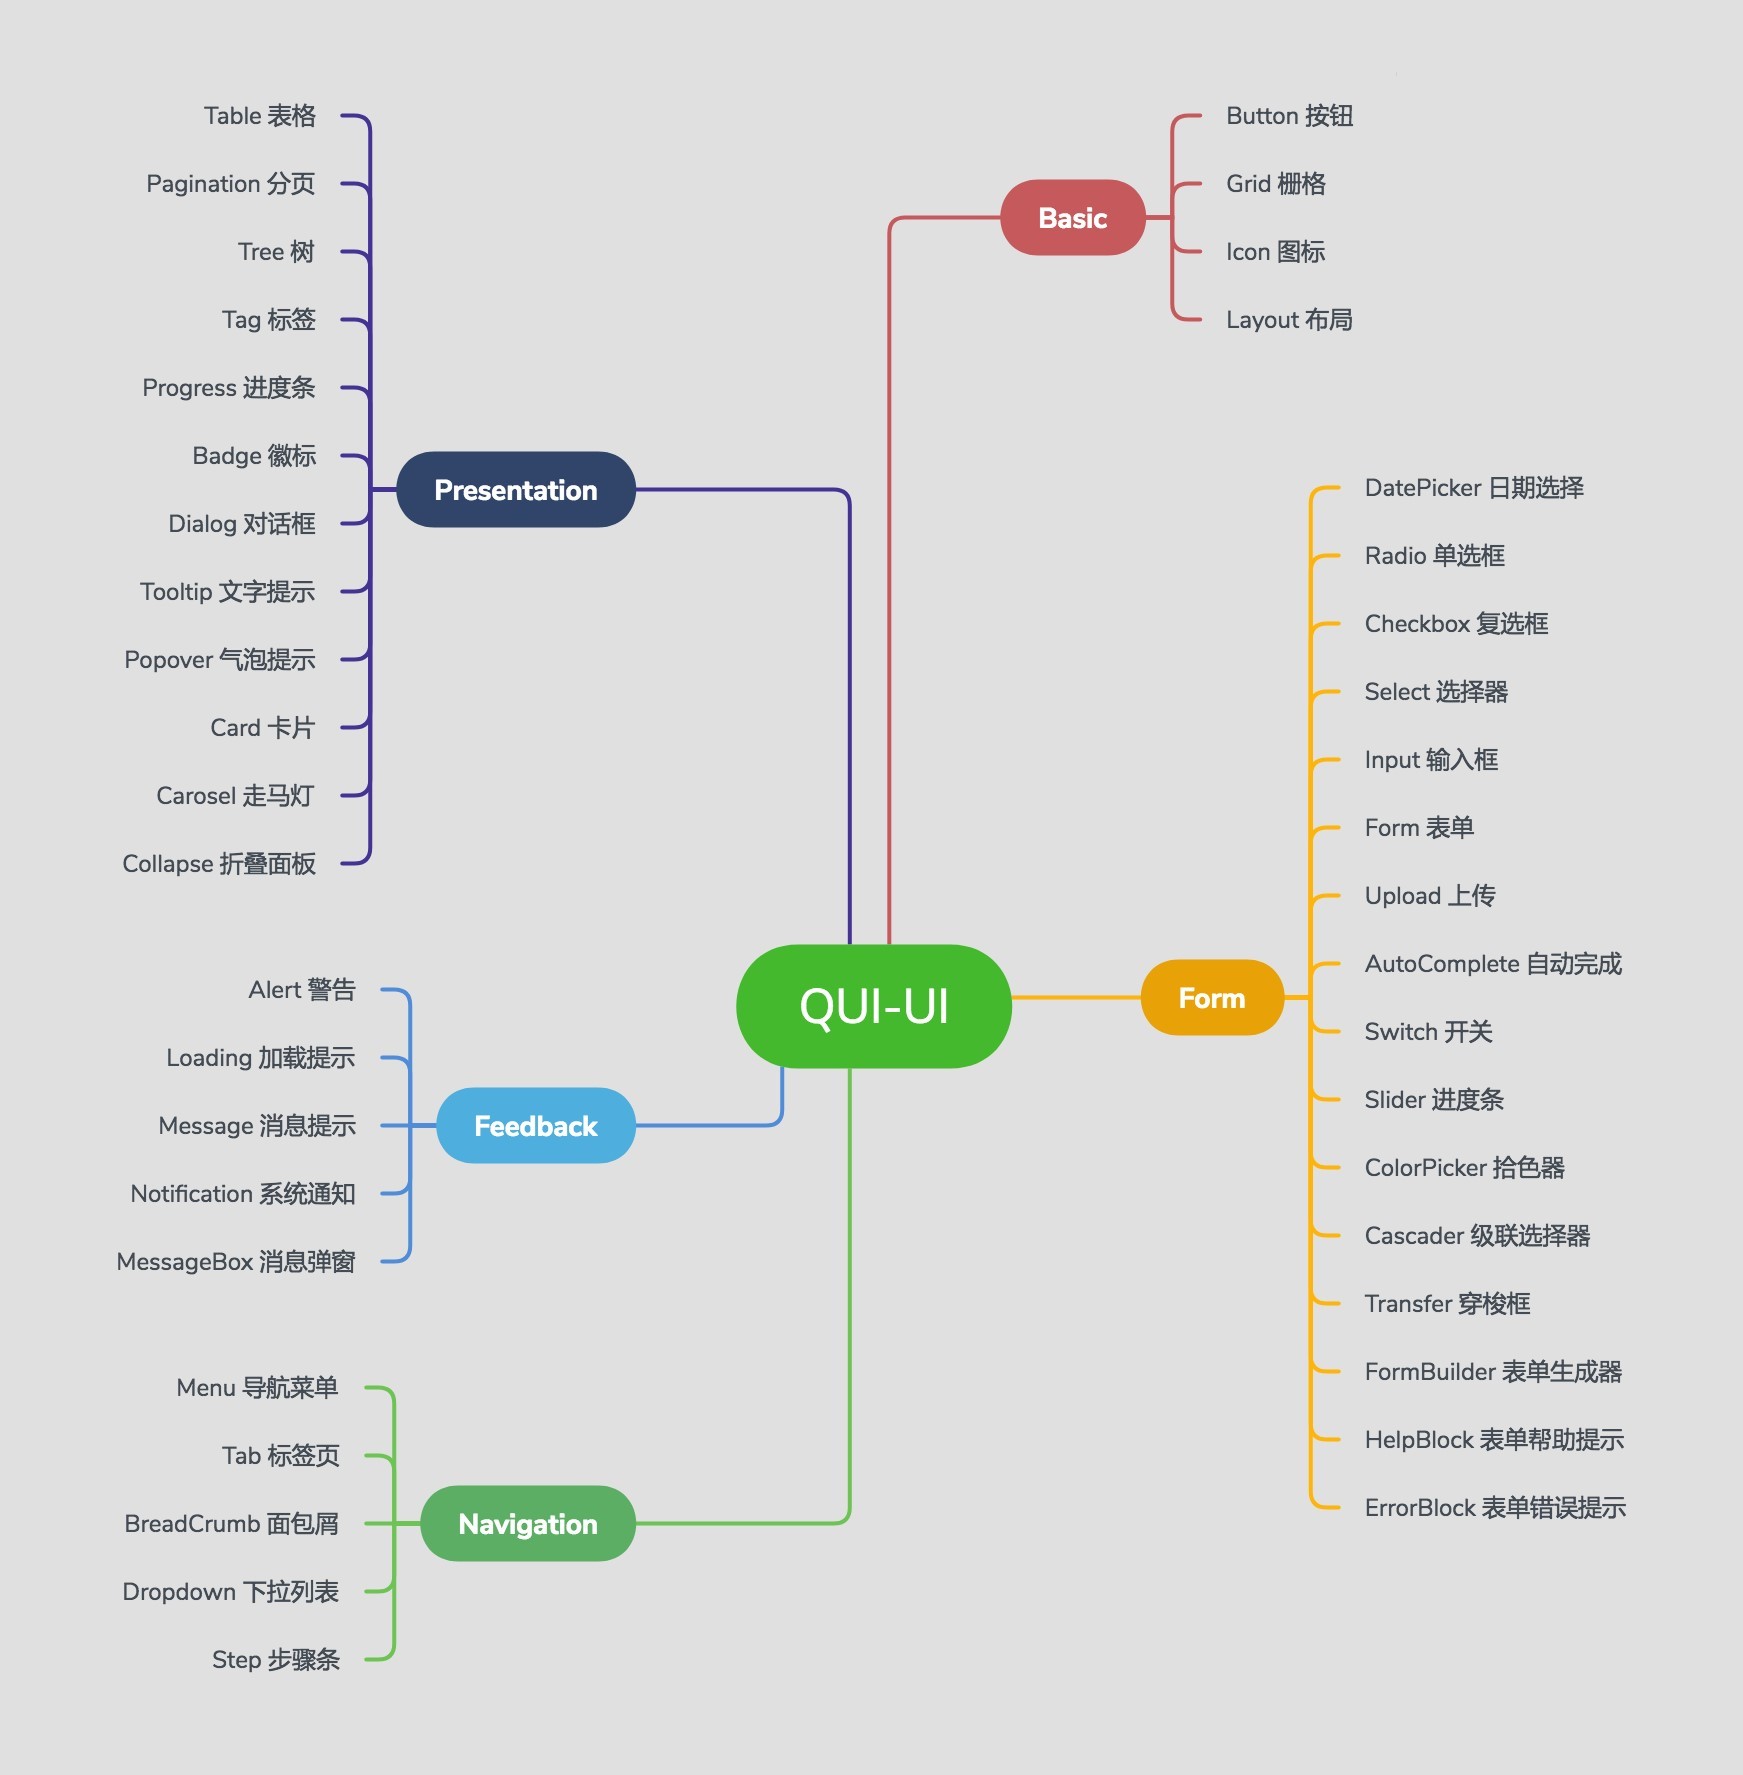 QUI-UI
Basic
Button 按钮
Grid 栅格
Icon 图标
Layout 布局
Form
DatePicker 日期选择
Radio 单选框
Checkbox 复选框
Select 选择器
Input 输入框
Form 表单
Upload 上传
AutoComplete 自动完成
Switch 开关
Slider 进度条
ColorPicker 拾色器
Cascader 级联选择器
Transfer 穿梭框
FormBuilder 表单生成器
HelpBlock 表单帮助提示
ErrorBlock 表单错误提示
Presentation
Table 表格
Pagination 分页
Tree 树
Tag 标签
Progress 进度条
Badge 徽标
Dialog 对话框
Tooltip 文字提示
Popover 气泡提示
Card 卡片
Carosel 走马灯
Collapse 折叠面板
Feedback
Alert 警告
Loading 加载提示
Message 消息提示
Notification 系统通知
MessageBox 消息弹窗
Navigation
Menu 导航菜单
Tab 标签页
BreadCrumb 面包屑
Dropdown 下拉列表
Step 步骤条